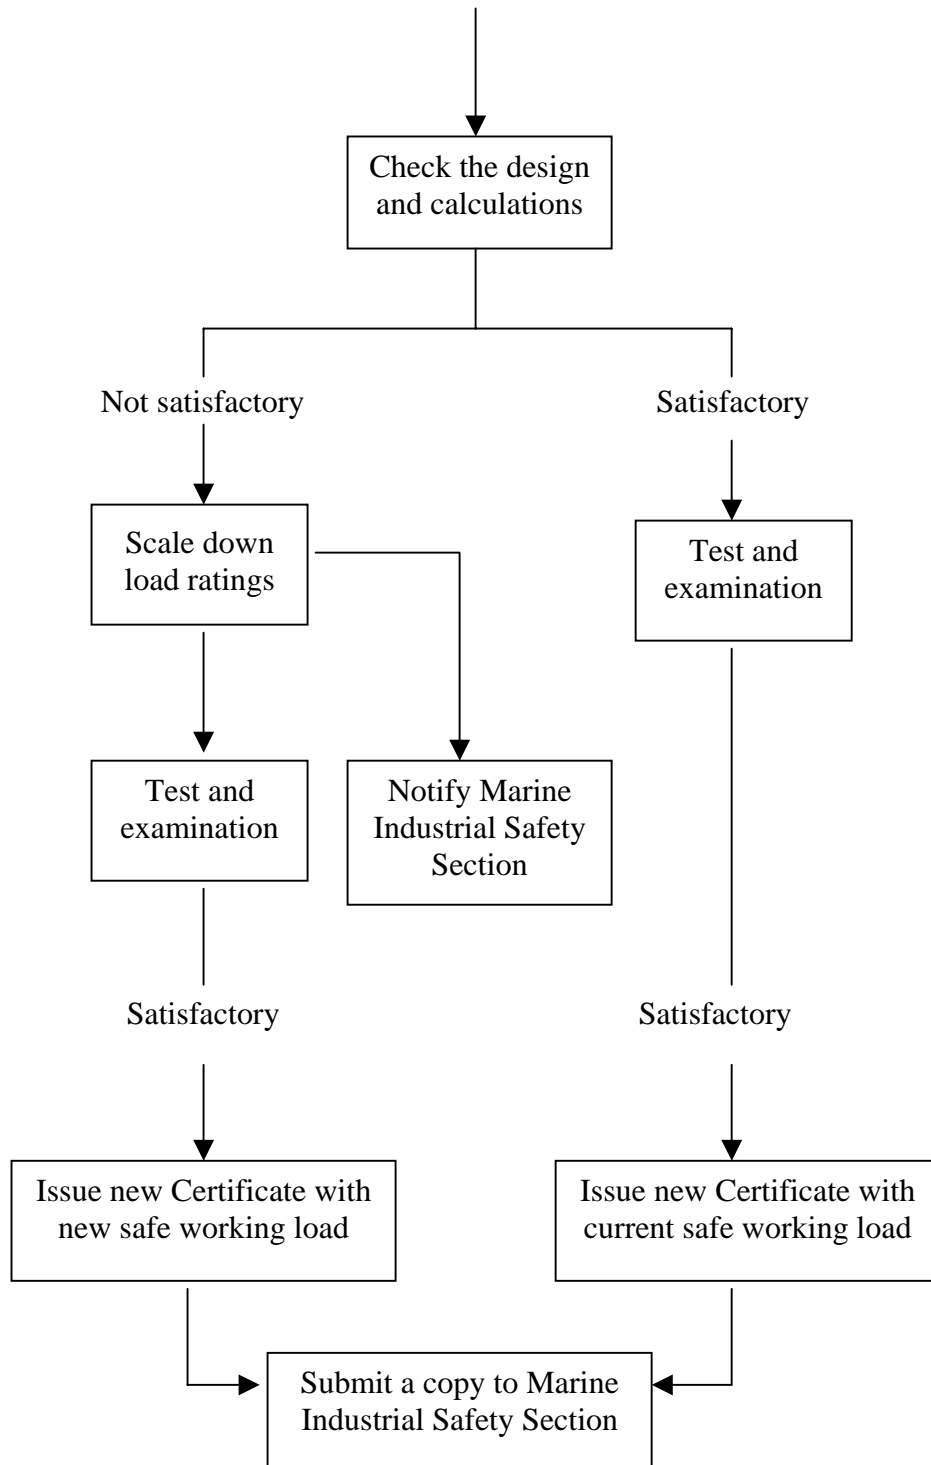 Check the design
and calculations
Not satisfactory
Satisfactory
Scale down
load ratings
Test and
examination
Test and
examination
Notify Marine
Industrial Safety
Section
Satisfactory
Satisfactory
Issue new Certificate with
new safe working load
Issue new Certificate with
current safe working load
Submit a copy to Marine
Industrial Safety Section